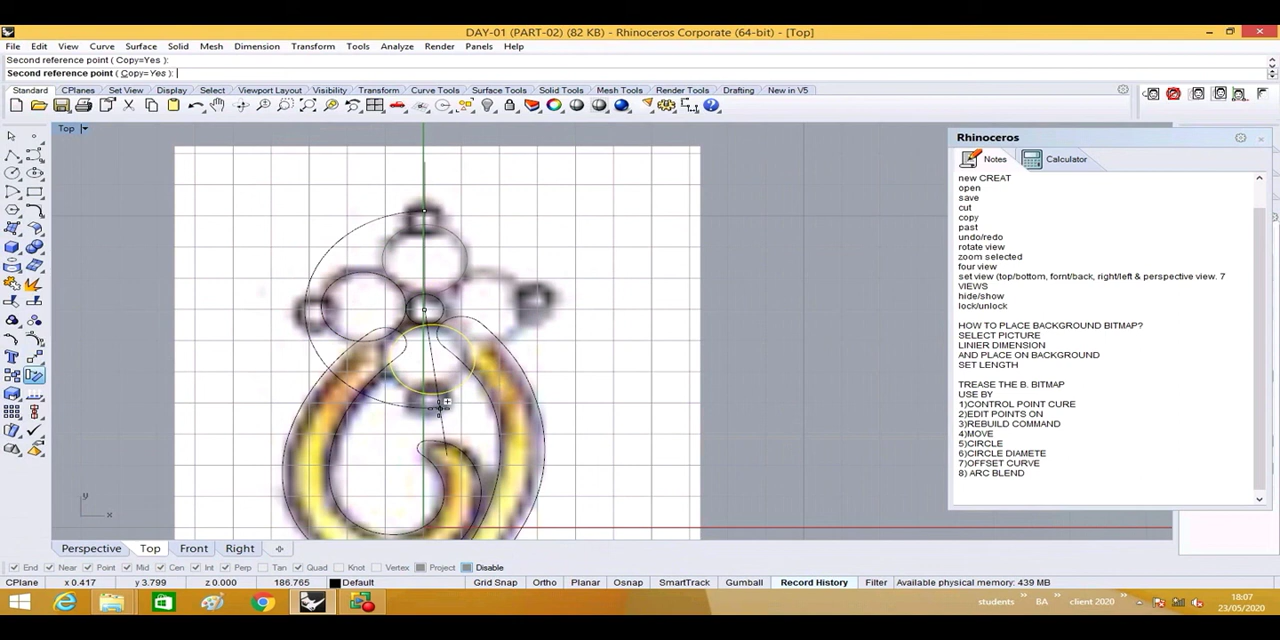 DAY-01 (PART-02) (82 KB) - Rhinoceros Corporate (64-bit) - [Top]
File Edit View Curve Surface Solid Mesh Dimension Transform Tools Analyze Render Panels Help
Second reference point ( Copy=Yes ):
Second reference point ( Copy=Yes ):
Standard CPlanes Set View Display Select Viewport Layout Visibility Transform Curve Tools Surface Tools Solid Tools Mesh Tools Render Tools Drafting New in V5
Top
Rhinoceros
Notes Calculator
new CREAT
open
save
cut
copy
past
undo/redo
rotate view
zoom selected
four view
set view (top/bottom, fornt/back, right/left & perspective view. 7
VIEWS
hide/show
lock/unlock
HOW TO PLACE BACKGROUND BITMAP?
SELECT PICTURE
LINIER DIMENSION
AND PLACE ON BACKGROUND
SET LENGTH
TREASE THE B. BITMAP
USE BY
1)CONTROL POINT CURE
2)EDIT POINTS ON
3)REBUILD COMMAND
4)MOVE
5)CIRCLE
6)CIRCLE DIAMETE
7)OFFSET CURVE
8) ARC BLEND
y
x
Perspective Top Front Right
End Near Point Mid Cen Int Perp Tan Quad Knot Vertex Project Disable
CPlane x 0.417 y 3.799 z 0.000 186.765 Default Grid Snap Ortho Planar Osnap SmartTrack Gumball Record History Filter Available physical memory: 439 MB
students » BA » client 2020 » 18:07
23/05/2020